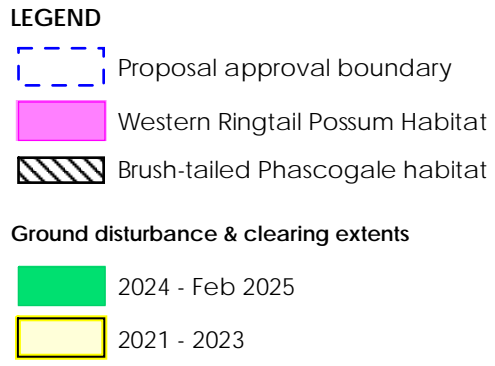 LEGEND
Proposal approval boundary
Western Ringtail Possum Habitat
Brush-tailed Phascogale habitat
Ground disturbance & clearing extents
2024 - Feb 2025
2021 - 2023